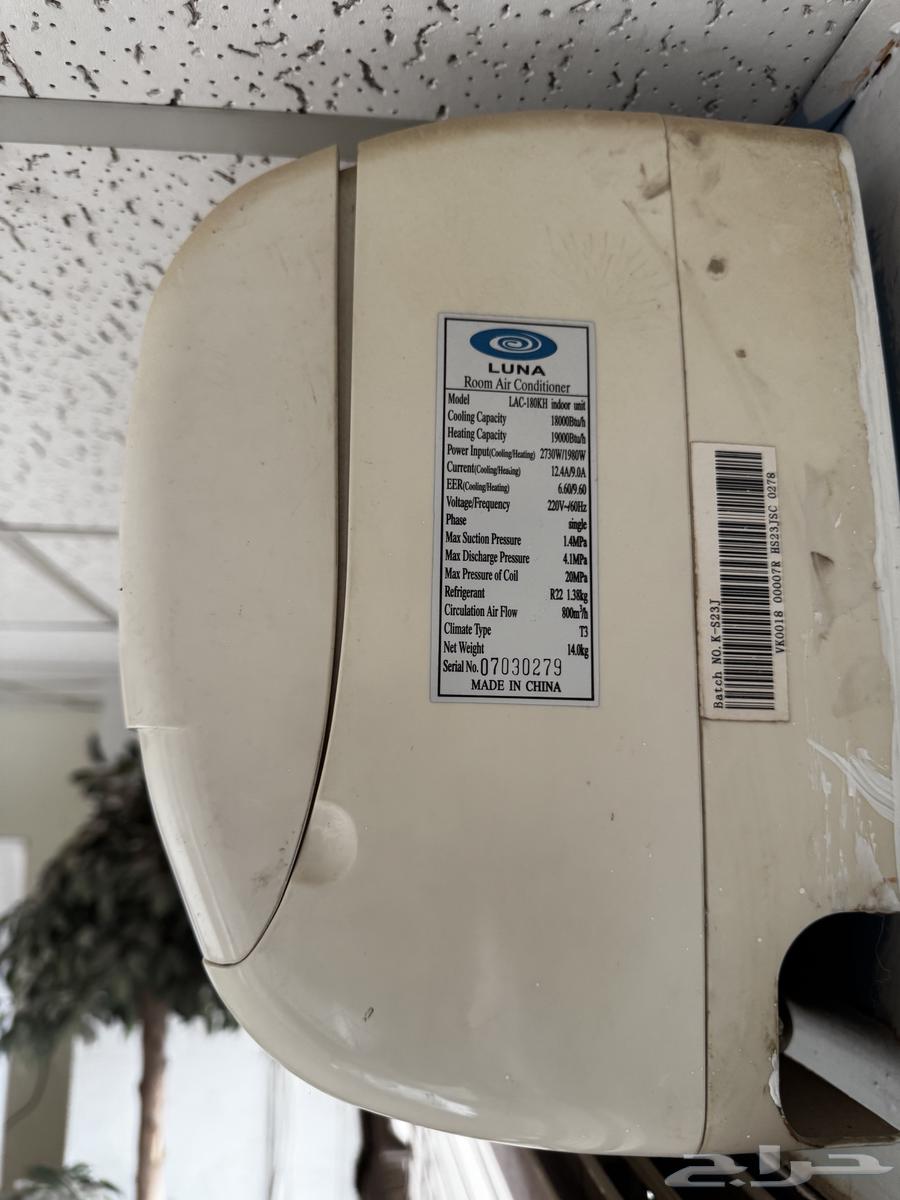 LUNA
Room Air Conditioner
Model LAC-180KH indoor unit
Cooling Capacity 18000Btu/h
Heating Capacity 19000Btu/h
Power Input(Cooling/Heating) 2730W/1980W
Current(Cooling/Heating) 12.4A/9.0A
EER(Cooling/Heating) 6.60/9.60
Voltage/Frequency 220V~/60Hz
Phase single
Max Suction Pressure 1.4MPa
Max Discharge Pressure 4.1MPa
Max Pressure of Coil 20MPa
Refrigerant R22 1.38kg
Circulation Air Flow 800m³/h
Climate Type T3
Net Weight 14.0kg
Serial No. 07030279
MADE IN CHINA
Batch NO. K-S23J
VK0018 00007R HS23JSC 0278
حراج